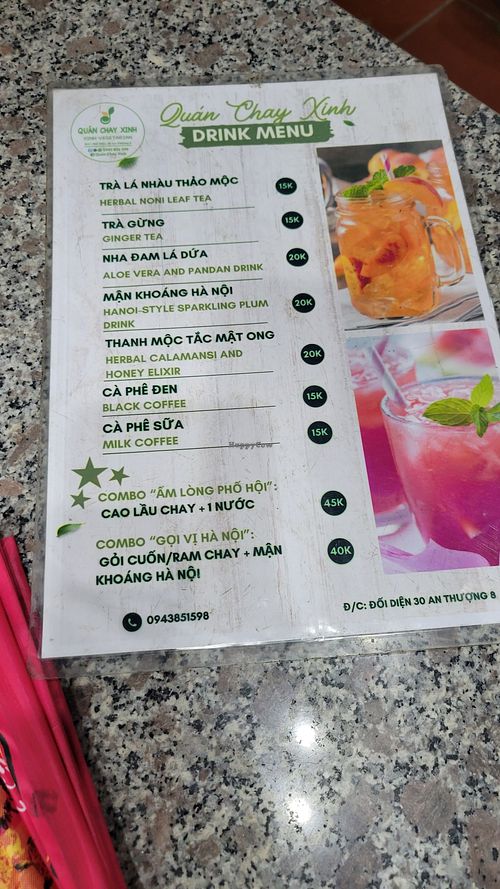 QUÁN CHAY XINH
Quán Chay Xinh
DRINK MENU
TRÀ LÁ NHÀU THẢO MỘC 15K
HERBAL NONI LEAF TEA
TRÀ GỪNG 15K
GINGER TEA
NHA ĐAM LÁ DỨA 20K
ALOE VERA AND PANDAN DRINK
MẬN KHOÁNG HÀ NỘI 20K
HANOI-STYLE SPARKLING PLUM
DRINK
THANH MỘC TẮC MẬT ONG 20K
HERBAL CALAMANSI AND
HONEY ELIXIR
CÀ PHÊ ĐEN 15K
BLACK COFFEE
CÀ PHÊ SỮA 15K
MILK COFFEE
HappyCow
COMBO “ẤM LÒNG PHỐ HỘI”:
CAO LẦU CHAY + 1 NƯỚC 45K
COMBO “GỌI VỊ HÀ NỘI”:
GỎI CUỐN/RAM CHAY + MẬN 40K
KHOÁNG HÀ NỘI
0943851598
Đ/C: ĐỐI DIỆN 30 AN THƯỢNG 8